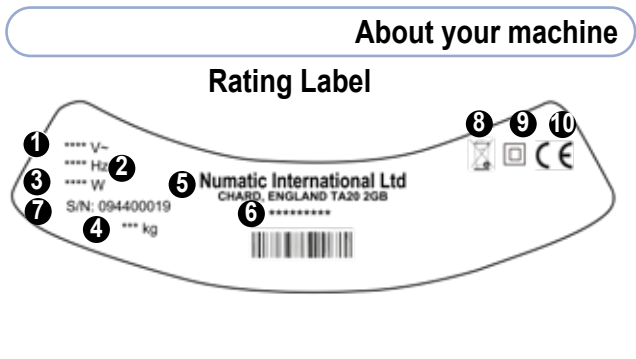 About your machine
Rating Label
8 9 10
1 **** V~
**** Hz 2
3 **** W
5 Numatic International Ltd
CHARD, ENGLAND TA20 2GB
7 S/N: 094400019
6 *********
4 *** kg
CE